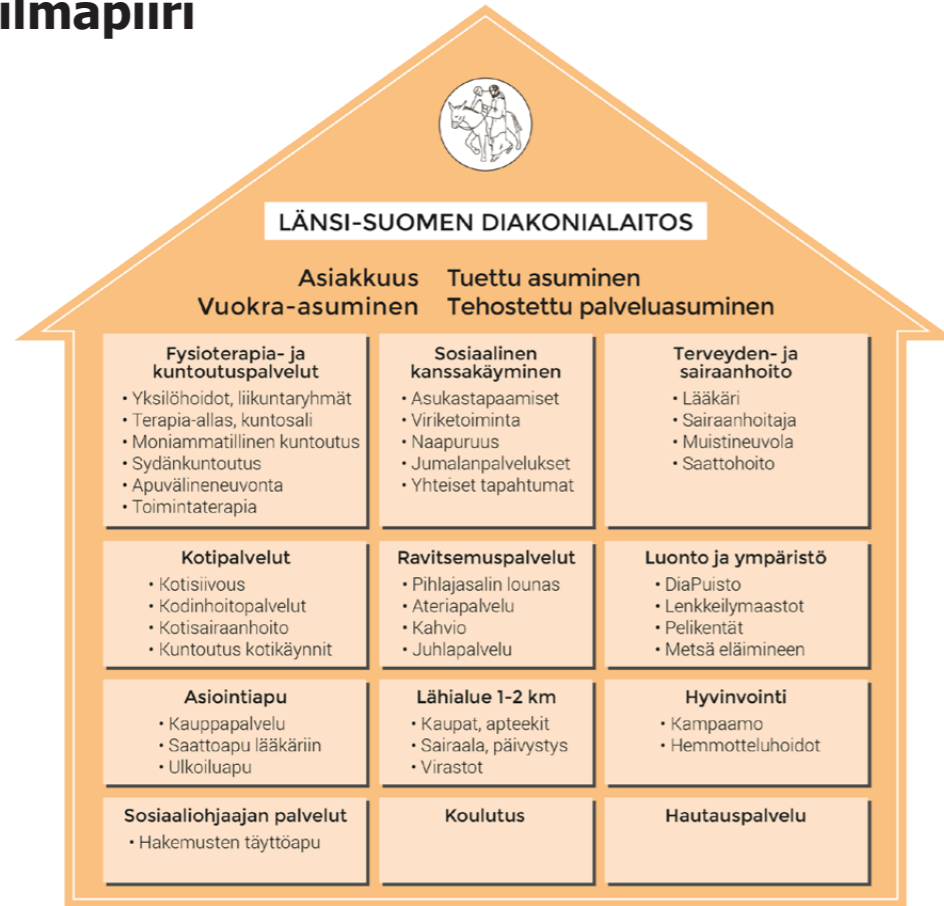 ilmapiiri
LÄNSI-SUOMEN DIAKONIALAITOS
Asiakkuus Tuettu asuminen
Vuokra-asuminen Tehostettu palveluasuminen
Fysioterapia- ja
kuntoutuspalvelut
• Yksilöhoidot, liikuntaryhmät
• Terapia-allas, kuntosali
• Moniammatillinen kuntoutus
• Sydänkuntoutus
• Apuvälineneuvonta
• Toimintaterapia
Sosiaalinen
kanssakäyminen
• Asukastapaamiset
• Viriketoiminta
• Naapuruus
• Jumalanpalvelukset
• Yhteiset tapahtumat
Terveyden- ja
sairaanhoito
• Lääkäri
• Sairaanhoitaja
• Muistineuvola
• Saattohoito
Kotipalvelut
• Kotisiivous
• Kodinhoitopalvelut
• Kotisairaanhoito
• Kuntoutus kotikäynnit
Ravitsemuspalvelut
• Pihlajasalin lounas
• Ateriapalvelu
• Kahvio
• Juhlapalvelu
Luonto ja ympäristö
• DiaPuisto
• Lenkkeilymaastot
• Pelikentät
• Metsä eläimineen
Asiointiapu
• Kauppapalvelu
• Saattoapu lääkäriin
• Ulkoiluapu
Lähialue 1-2 km
• Kaupat, apteekit
• Sairaala, päivystys
• Virastot
Hyvinvointi
• Kampaamo
• Hemmotteluhoidot
Sosiaaliohjaajan palvelut
• Hakemusten täyttöapu
Koulutus
Hautauspalvelu